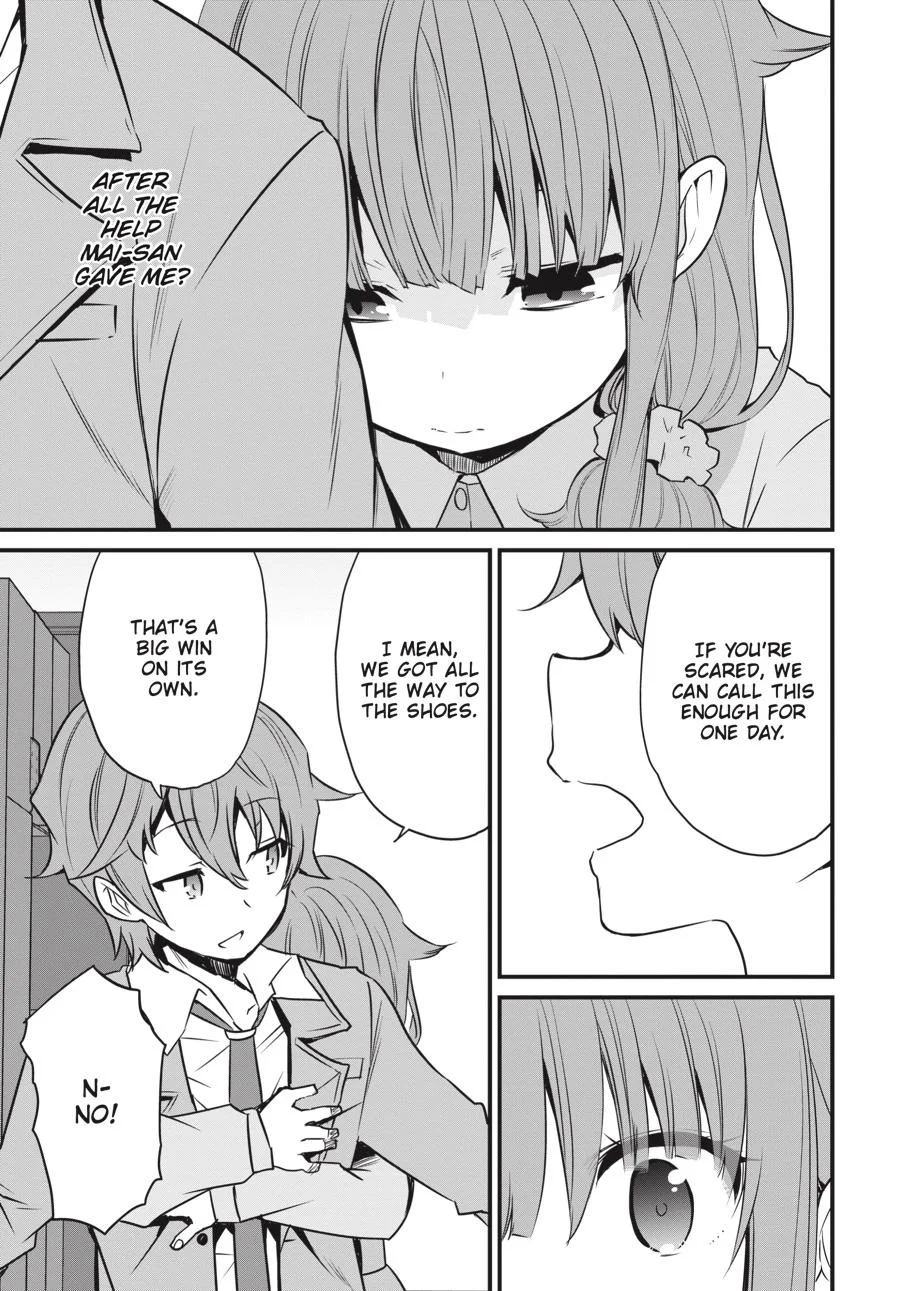 AFTER
ALL THE
HELP
MAI-SAN
GAVE ME?
IF YOU'RE
SCARED, WE
CAN CALL THIS
ENOUGH FOR
ONE DAY.
I MEAN,
WE GOT ALL
THE WAY TO
THE SHOES.
THAT'S A
BIG WIN
ON ITS
OWN.
N-
NO!